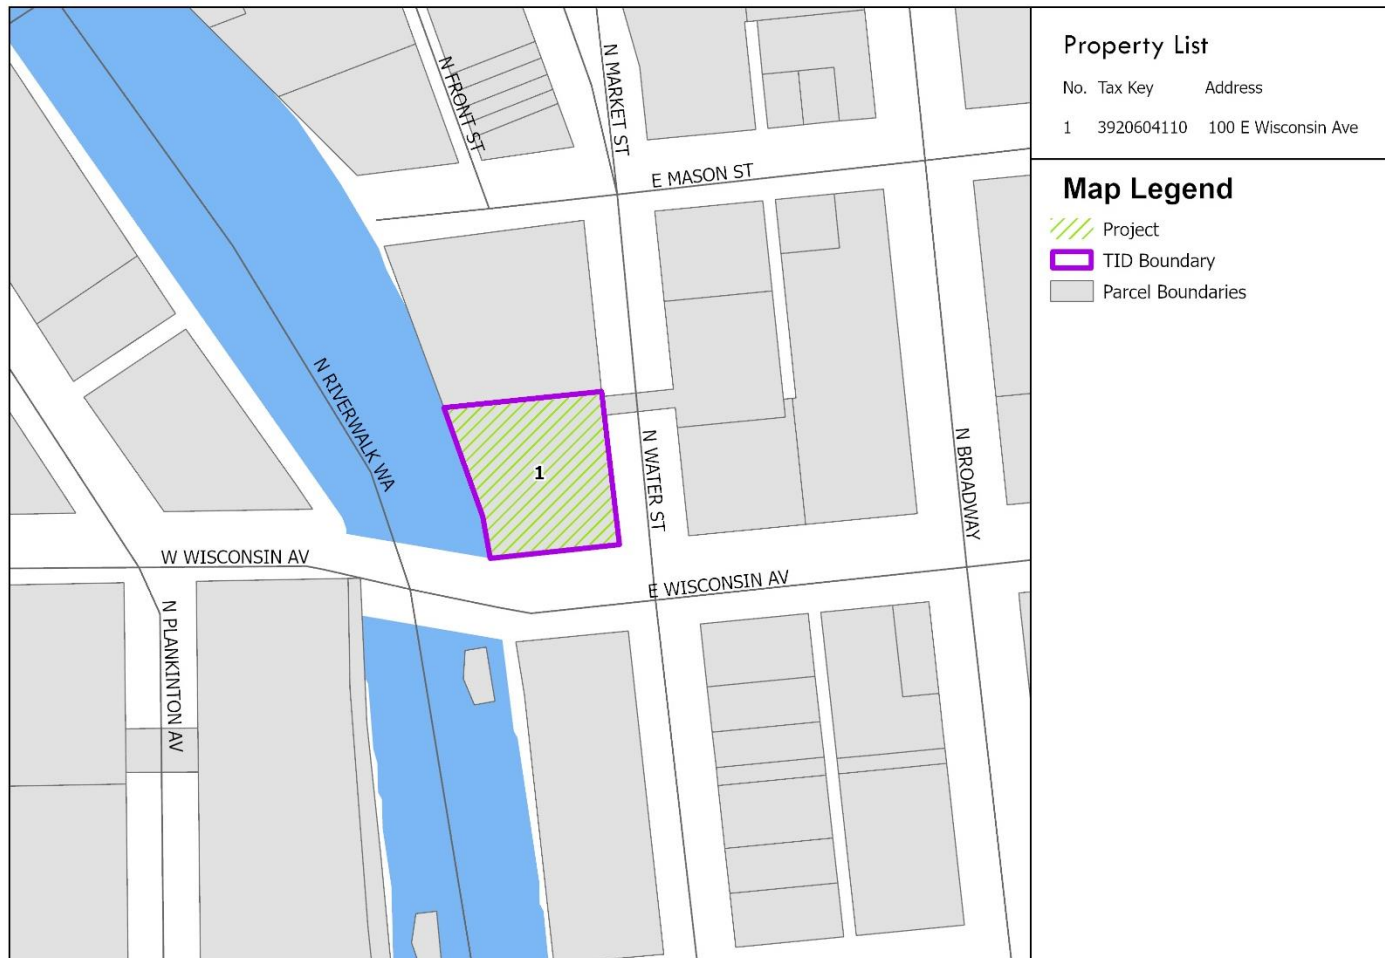 N FRONT ST
N MARKET ST
E MASON ST
N RIVERWALK WA
1
N WATER ST
N BROADWAY
W WISCONSIN AV
E WISCONSIN AV
N PLANKINTON AV
Property List
No. Tax Key Address
1 3920604110 100 E Wisconsin Ave
Map Legend
Project
TID Boundary
Parcel Boundaries